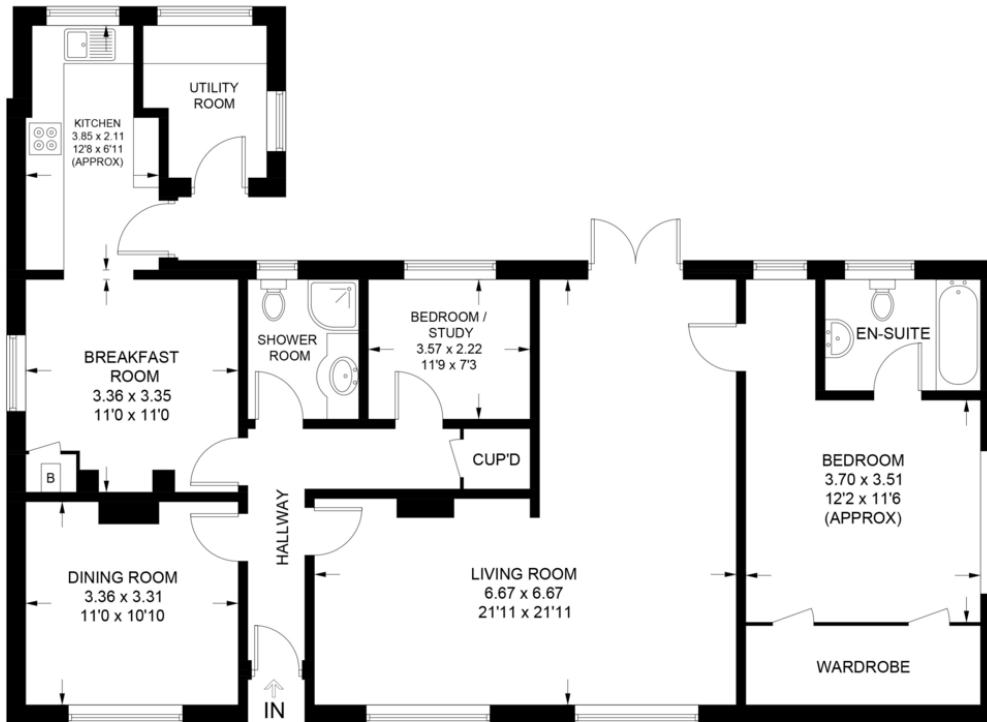 UTILITY
ROOM
KITCHEN
3.85 x 2.11
12'8 x 6'11
(APPROX)
BREAKFAST
ROOM
3.36 x 3.35
11'0 x 11'0
B
SHOWER
ROOM
BEDROOM /
STUDY
3.57 x 2.22
11'9 x 7'3
CUP'D
EN-SUITE
BEDROOM
3.70 x 3.51
12'2 x 11'6
(APPROX)
DINING ROOM
3.36 x 3.31
11'0 x 10'10
HALLWAY
LIVING ROOM
6.67 x 6.67
21'11 x 21'11
WARDROBE
IN